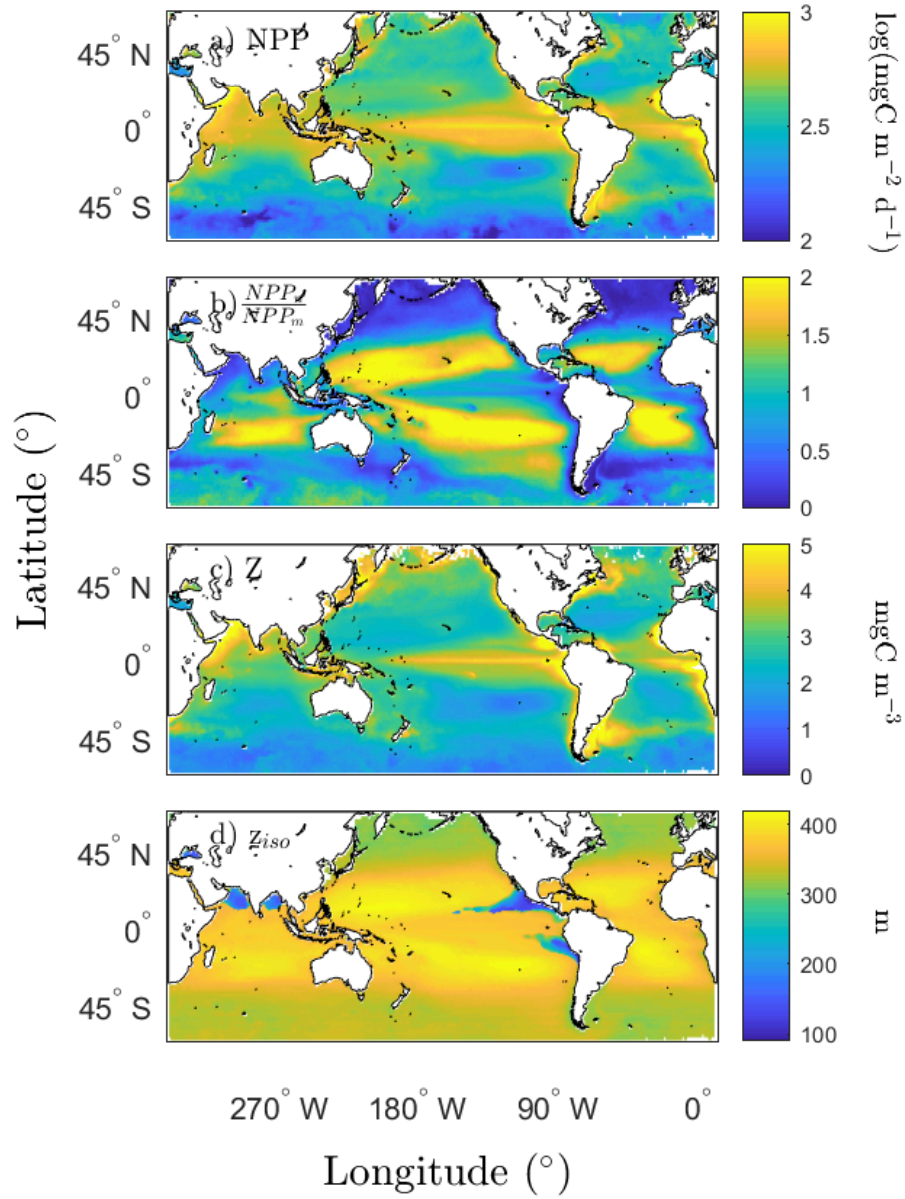 a) NPP
45° N
0°
45° S
3
2.5
2
log(mgC m⁻² d⁻¹)
b) NPP / NPPₘ
45° N
0°
45° S
2
1.5
1
0.5
0
c) Z
45° N
0°
45° S
5
4
3
2
1
0
mgC m⁻³
d) z_iso
45° N
0°
45° S
400
300
200
100
m
Latitude (°)
270° W 180° W 90° W 0°
Longitude (°)